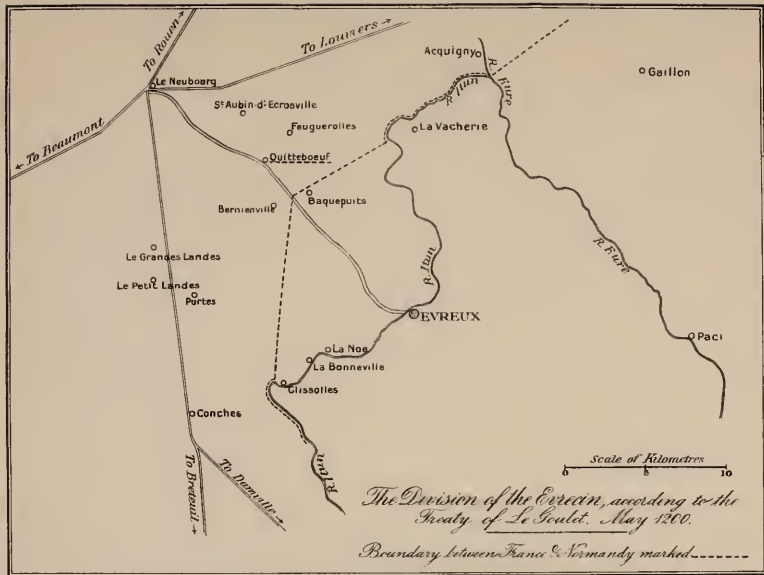 To Rouen
To Louviers
Acquigny
R. Eure
Gaillon
Le Neubourg
R. Itun
St Aubin-d'Ecrosville
Feuguerolles
La Vacherie
To Beaumont
Quitteboeuf
Baquepuits
Bernienville
R. Itun
R. Eure
Le Grandes Landes
Le Petit Landes
Portes
EVREUX
Paci
La Noe
La Bonneville
Glissolles
Conches
To Breteuil
To Damville
R. Itun
Scale of Kilometres
0 5 10
The Division of the Evrecin, according to the
Treaty of Le Goulet. May 1200.
Boundary between France & Normandy marked